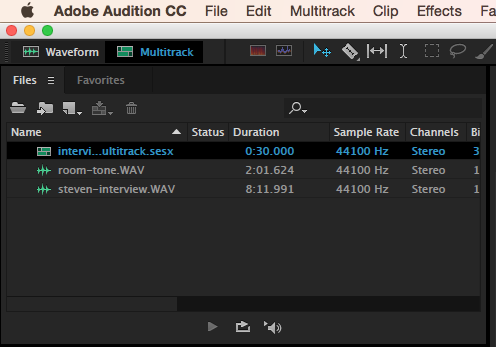 Adobe Audition CC File Edit Multitrack Clip Effects Fa
Waveform Multitrack
Files Favorites
Name Status Duration Sample Rate Channels Bi
intervi...ultitrack.sesx 0:30.000 44100 Hz Stereo 3
room-tone.WAV 2:01.624 44100 Hz Stereo 1
steven-interview.WAV 8:11.991 44100 Hz Stereo 1